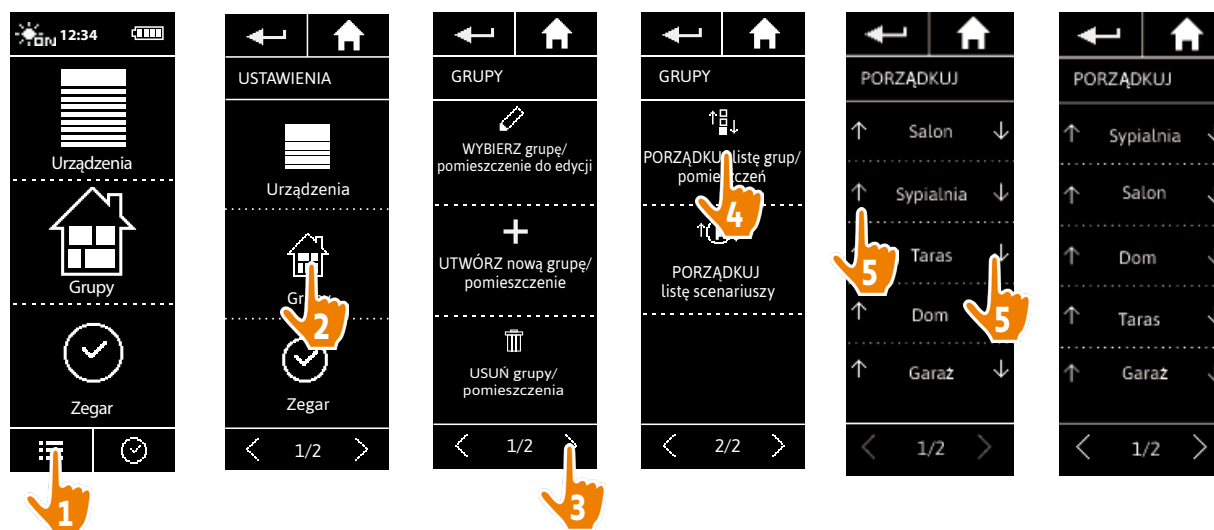 ON 12:34
Urządzenia
Grupy
Zegar
1
USTAWIENIA
Urządzenia
Grupy
2
Zegar
1/2
GRUPY
WYBIERZ grupę/
pomieszczenie do edycji
UTWÓRZ nową grupę/
pomieszczenie
USUŃ grupy/
pomieszczenia
1/2
3
GRUPY
PORZĄDKUJ listę grup/
pomieszczeń
4
PORZĄDKUJ
listę scenariuszy
2/2
PORZĄDKUJ
Salon
Sypialnia
Taras
5
Dom
5
Garaż
1/2
PORZĄDKUJ
Sypialnia
Salon
Dom
Taras
Garaż
1/2